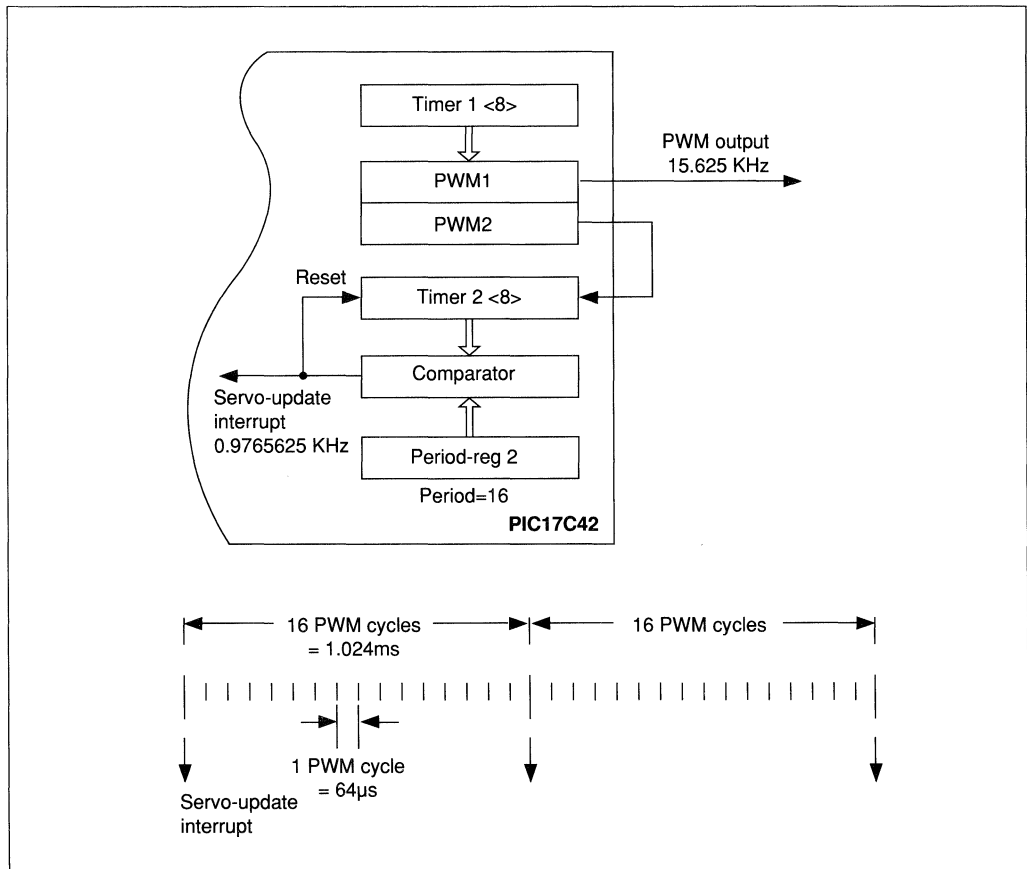 Timer 1 <8>
PWM output
15.625 KHz
PWM1
PWM2
Reset
Timer 2 <8>
Comparator
Servo-update
interrupt
0.9765625 KHz
Period-reg 2
Period=16
PIC17C42
16 PWM cycles
= 1.024ms
16 PWM cycles
1 PWM cycle
= 64µs
Servo-update
interrupt